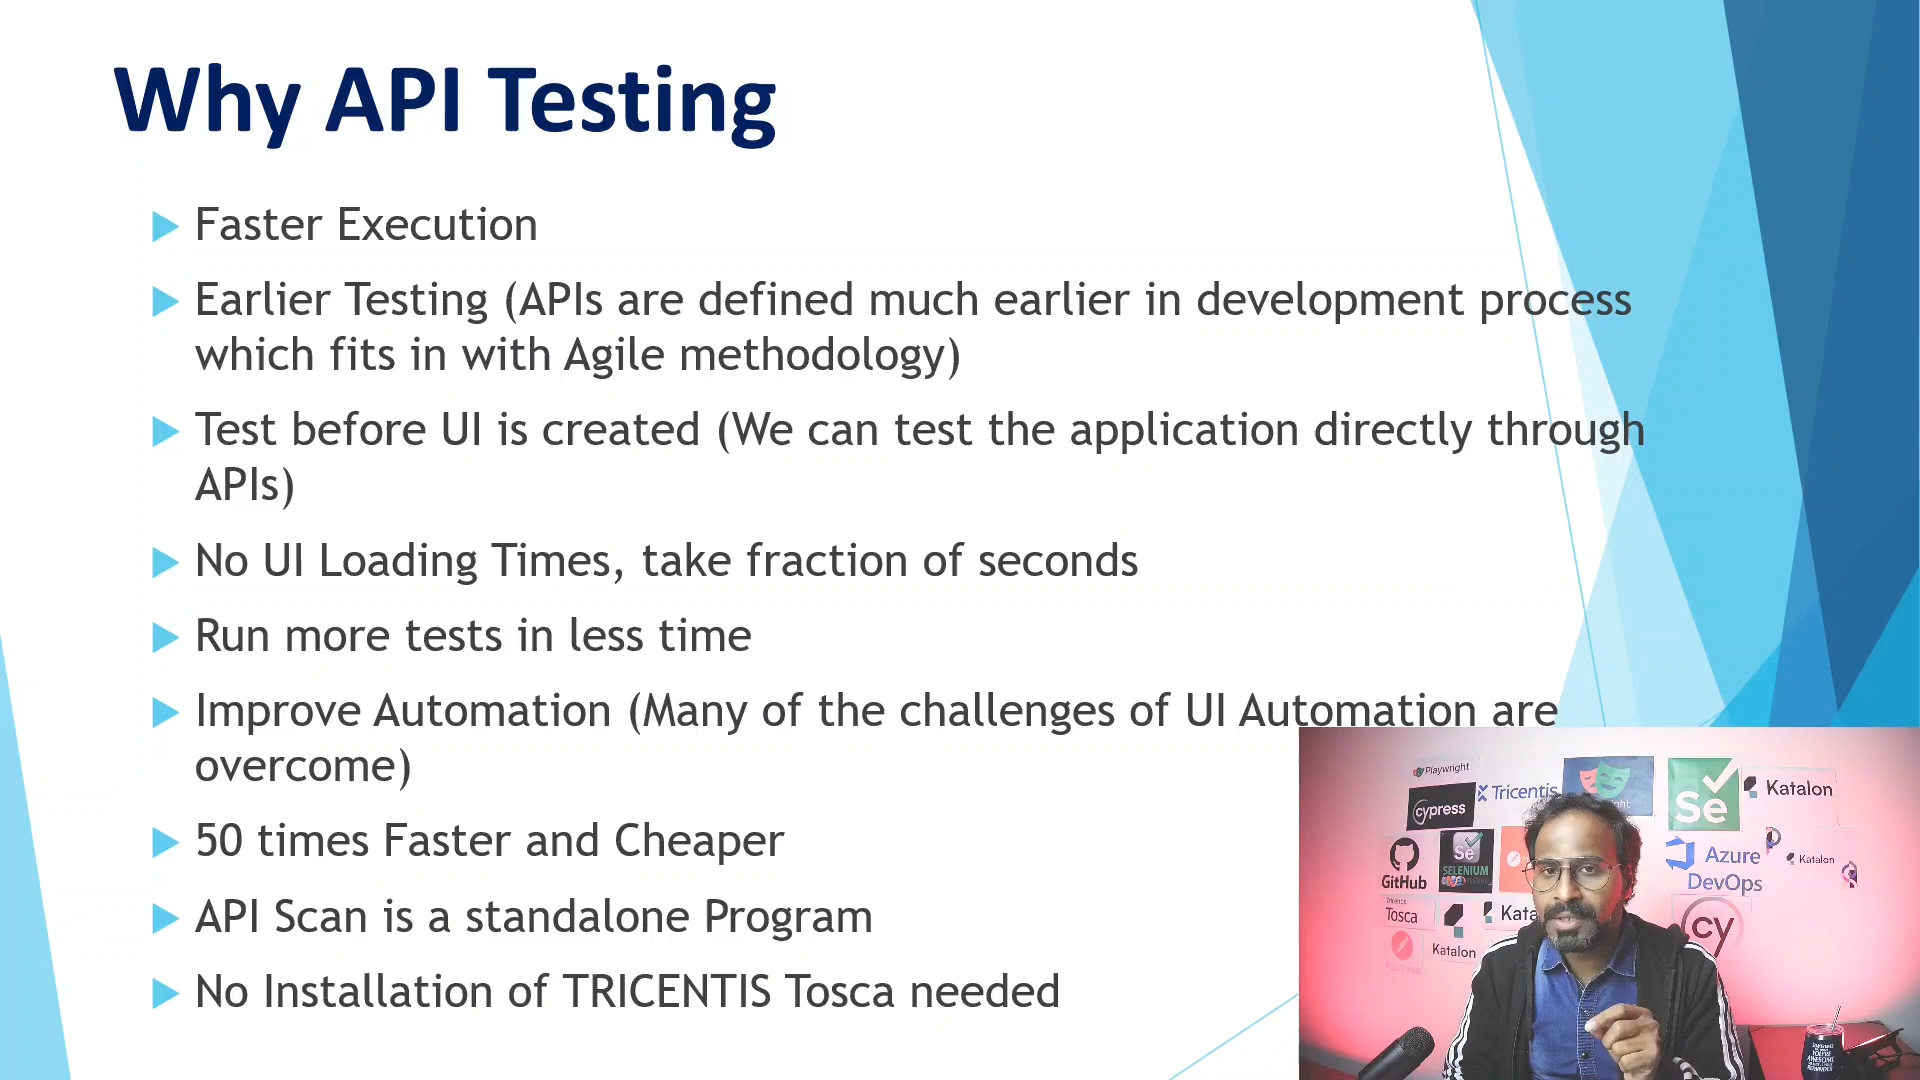 Why API Testing
Faster Execution
Earlier Testing (APIs are defined much earlier in development process
which fits in with Agile methodology)
Test before UI is created (We can test the application directly through
APIs)
No UI Loading Times, take fraction of seconds
Run more tests in less time
Improve Automation (Many of the challenges of UI Automation are
overcome)
50 times Faster and Cheaper
API Scan is a standalone Program
No Installation of TRICENTIS Tosca needed
Playwright
cypress
Tricentis
Se
Katalon
GitHub
Se
SELENIUM
Azure
DevOps
Katalon
Tricentis
Tosca
Katalon
cy
POSTMAN